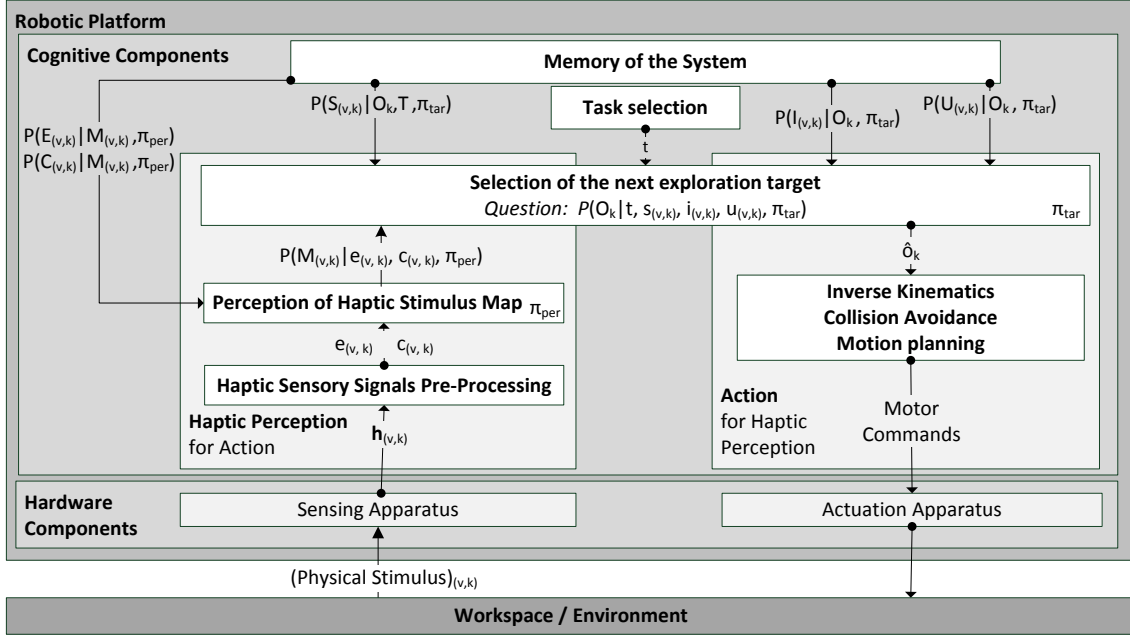 Robotic Platform
Cognitive Components
Memory of the System
P(S(v,k)|Ok,T,πtar)
Task selection
P(U(v,k)|Ok, πtar)
P(I(v,k)|Ok, πtar)
P(E(v,k)|M(v,k),πper)
P(C(v,k)|M(v,k),πper)
t
Selection of the next exploration target
Question: P(Ok|t, s(v,k), i(v,k), u(v,k), πtar)
πtar
P(M(v,k)|e(v, k), c(v,k), πper)
ôk
Perception of Haptic Stimulus Map πper
Inverse Kinematics
Collision Avoidance
Motion planning
e(v, k) c(v, k)
Haptic Sensory Signals Pre-Processing
Haptic Perception
for Action
h(v,k)
Action
for Haptic
Perception
Motor
Commands
Hardware
Components
Sensing Apparatus
Actuation Apparatus
(Physical Stimulus)(v,k)
Workspace / Environment